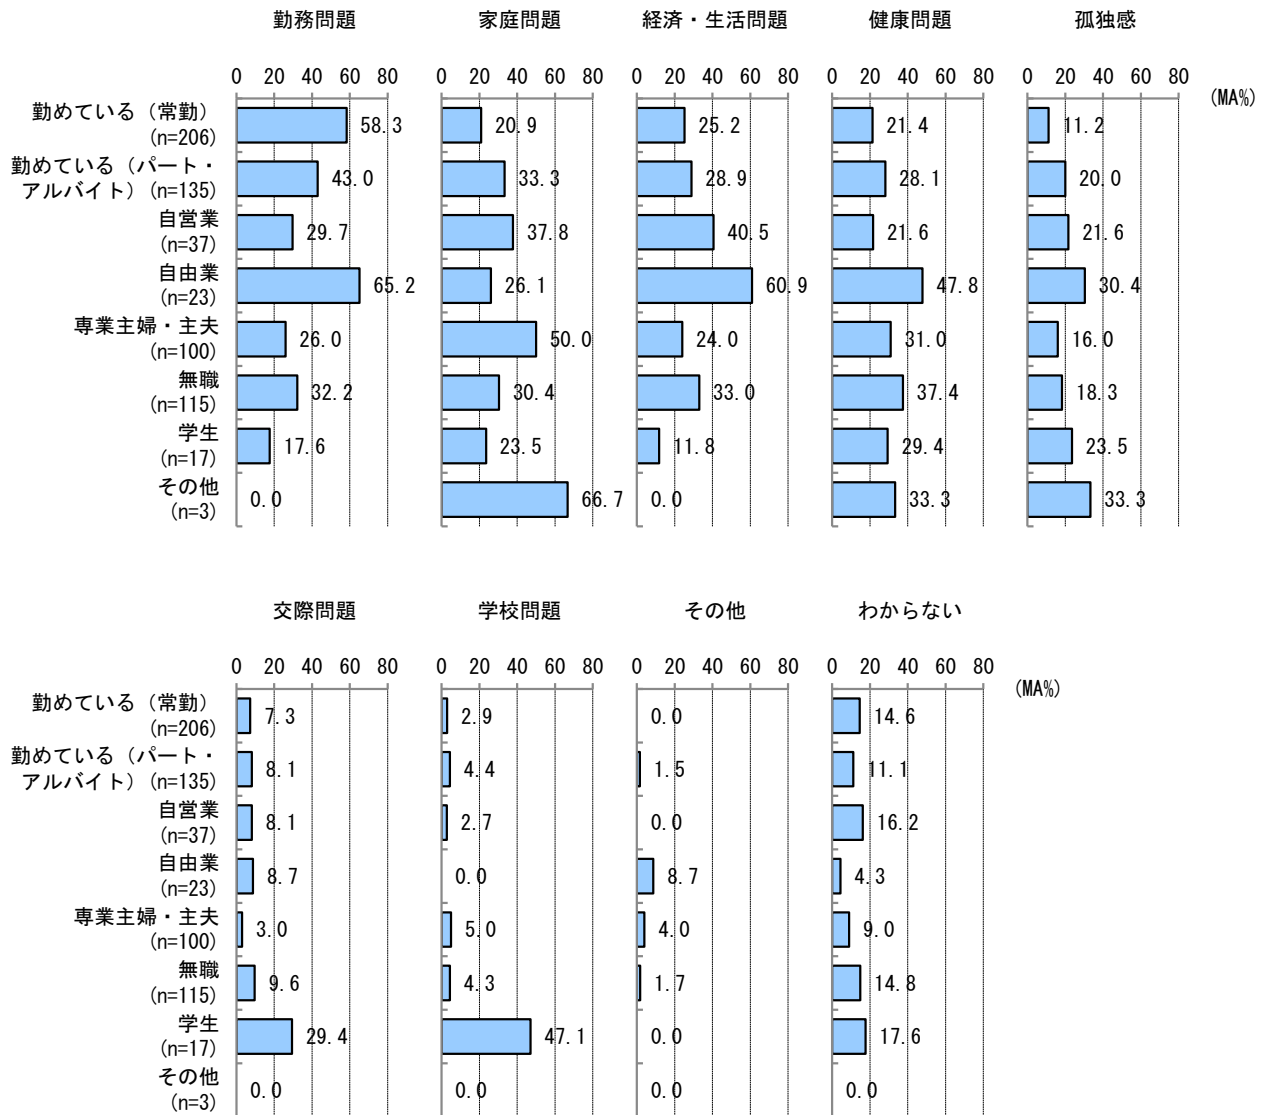 勤務問題 家庭問題 経済・生活問題 健康問題 孤独感
0 20 40 60 80 0 20 40 60 80 0 20 40 60 80 0 20 40 60 80 0 20 40 60 80
(MA%)
勤めている（常勤）
(n=206)
58.3 20.9 25.2 21.4 11.2
勤めている（パート・
アルバイト）(n=135)
43.0 33.3 28.9 28.1 20.0
自営業
(n=37)
29.7 37.8 40.5 21.6 21.6
自由業
(n=23)
65.2 26.1 60.9 47.8 30.4
専業主婦・主夫
(n=100)
26.0 50.0 24.0 31.0 16.0
無職
(n=115)
32.2 30.4 33.0 37.4 18.3
学生
(n=17)
17.6 23.5 11.8 29.4 23.5
その他
(n=3)
0.0 66.7 0.0 33.3 33.3
交際問題 学校問題 その他 わからない
0 20 40 60 80 0 20 40 60 80 0 20 40 60 80 0 20 40 60 80
(MA%)
勤めている（常勤）
(n=206)
7.3 2.9 0.0 14.6
勤めている（パート・
アルバイト）(n=135)
8.1 4.4 1.5 11.1
自営業
(n=37)
8.1 2.7 0.0 16.2
自由業
(n=23)
8.7 0.0 8.7 4.3
専業主婦・主夫
(n=100)
3.0 5.0 4.0 9.0
無職
(n=115)
9.6 4.3 1.7 14.8
学生
(n=17)
29.4 47.1 0.0 17.6
その他
(n=3)
0.0 0.0 0.0 0.0